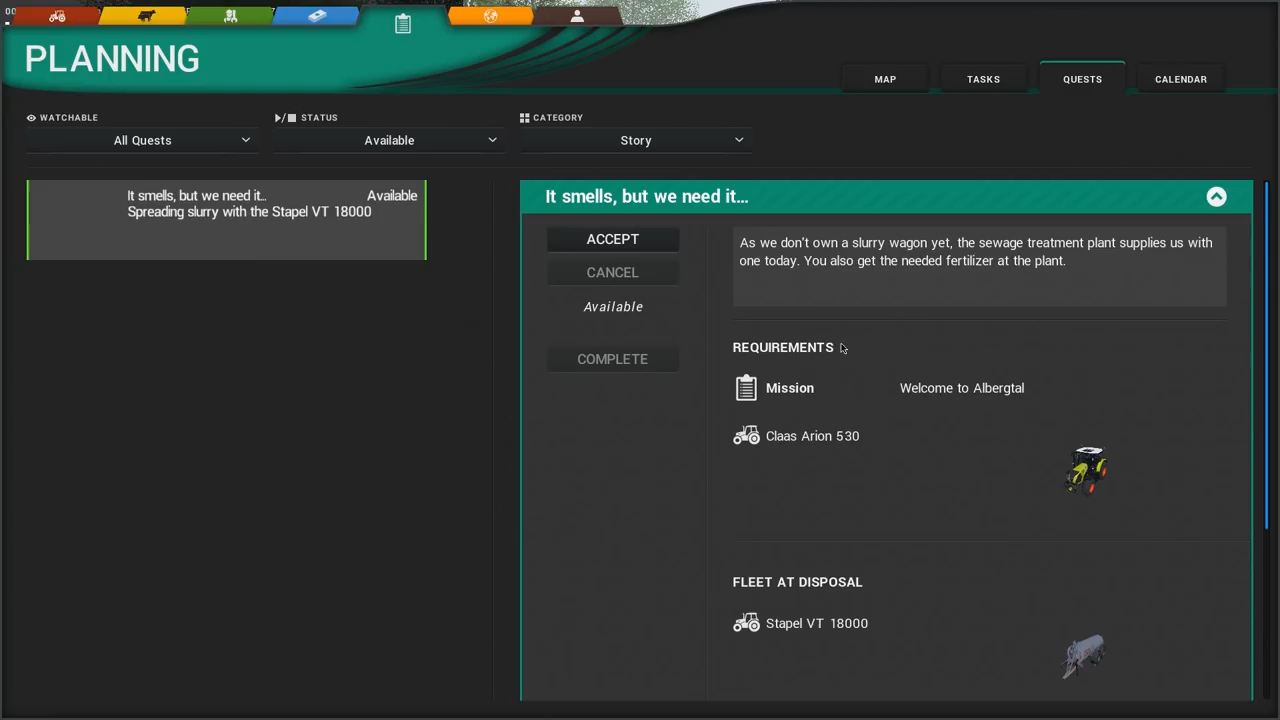 PLANNING
MAP
TASKS
QUESTS
CALENDAR
WATCHABLE
STATUS
CATEGORY
All Quests
Available
Story
It smells, but we need it... Available
Spreading slurry with the Stapel VT 18000
It smells, but we need it...
ACCEPT
CANCEL
Available
COMPLETE
As we don't own a slurry wagon yet, the sewage treatment plant supplies us with
one today. You also get the needed fertilizer at the plant.
REQUIREMENTS
Mission Welcome to Albergtal
Claas Arion 530
FLEET AT DISPOSAL
Stapel VT 18000